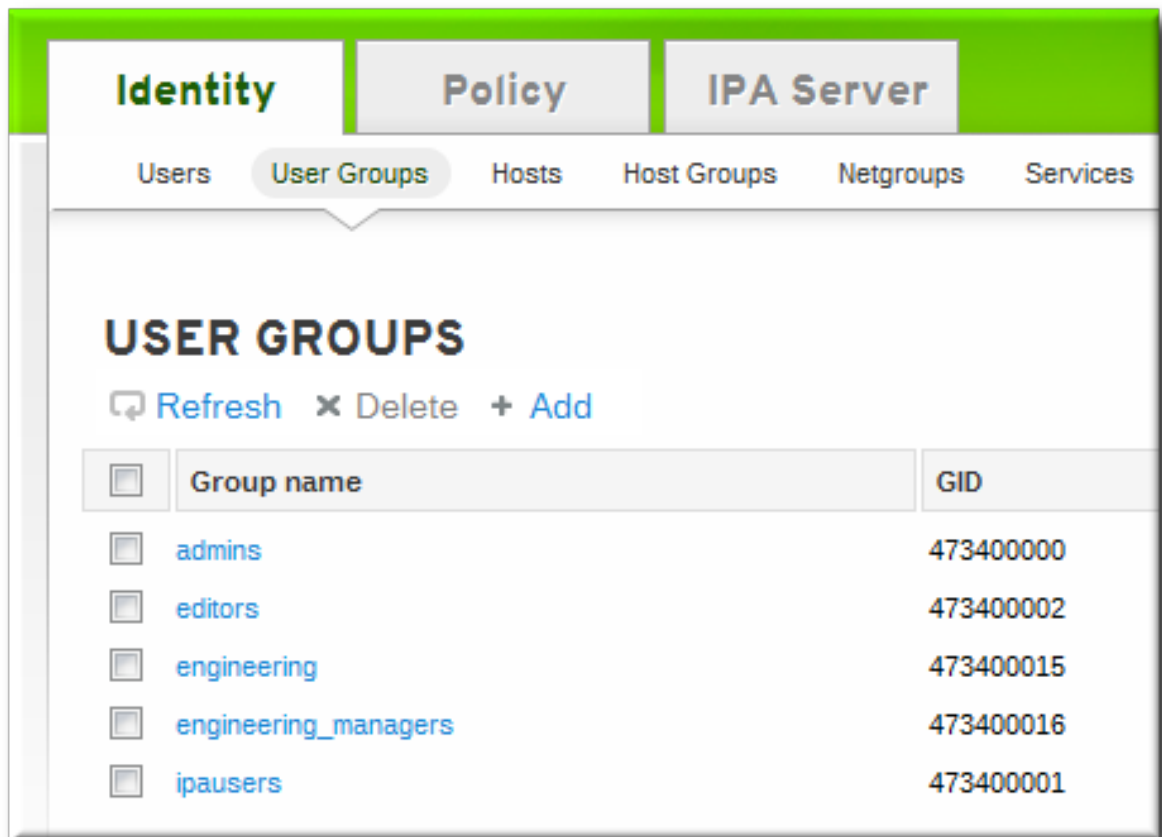 Identity Policy IPA Server
Users User Groups Hosts Host Groups Netgroups Services
USER GROUPS
Refresh Delete + Add
Group name GID
admins 473400000
editors 473400002
engineering 473400015
engineering_managers 473400016
ipausers 473400001